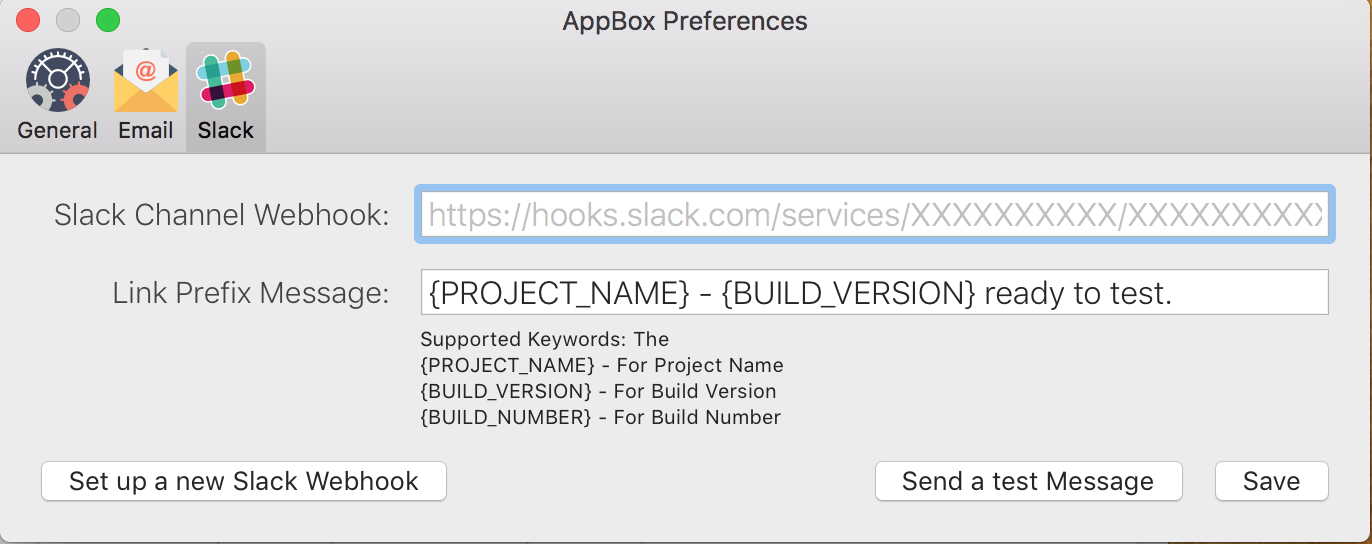 AppBox Preferences
@
General Email Slack
Slack Channel Webhook: https://hooks.slack.com/services/XXXXXXXXXX/XXXXXXXXXX
Link Prefix Message: {PROJECT_NAME} - {BUILD_VERSION} ready to test.
Supported Keywords: The
{PROJECT_NAME} - For Project Name
{BUILD_VERSION} - For Build Version
{BUILD_NUMBER} - For Build Number
Set up a new Slack Webhook Send a test Message Save